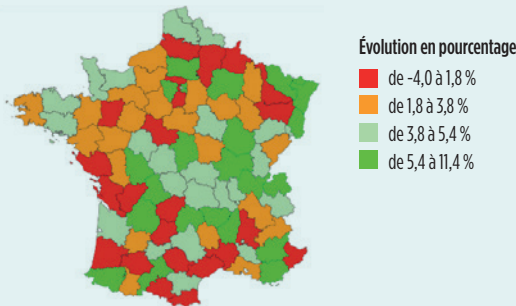 Évolution en pourcentage
de -4,0 à 1,8 %
de 1,8 à 3,8 %
de 3,8 à 5,4 %
de 5,4 à 11,4 %